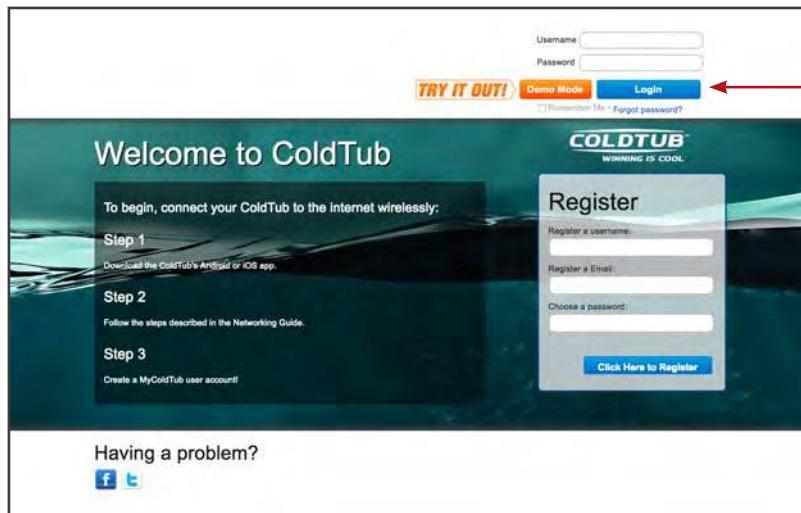 Username
Password
TRY IT OUT! Demo Mode Login
Remember Me • Forgot password?
Welcome to ColdTub
COLDTUB
WINNING IS COOL
To begin, connect your ColdTub to the internet wirelessly:
Step 1
Download the ColdTub's Android or iOS app.
Step 2
Follow the steps described in the Networking Guide.
Step 3
Create a MyColdTub user account!
Register
Register a username:
Register a Email:
Choose a password:
Click Here to Register
Having a problem?
f t